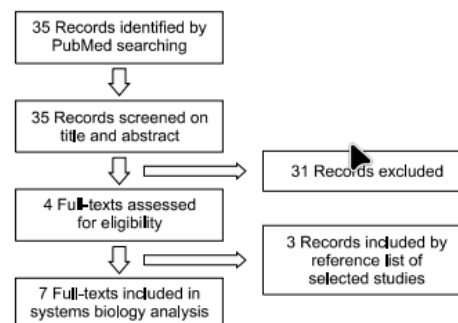 35 Records identified by
PubMed searching
35 Records screened on
title and abstract
31 Records excluded
4 Full-texts assessed
for eligibility
3 Records included by
reference list of
selected studies
7 Full-texts included in
systems biology analysis